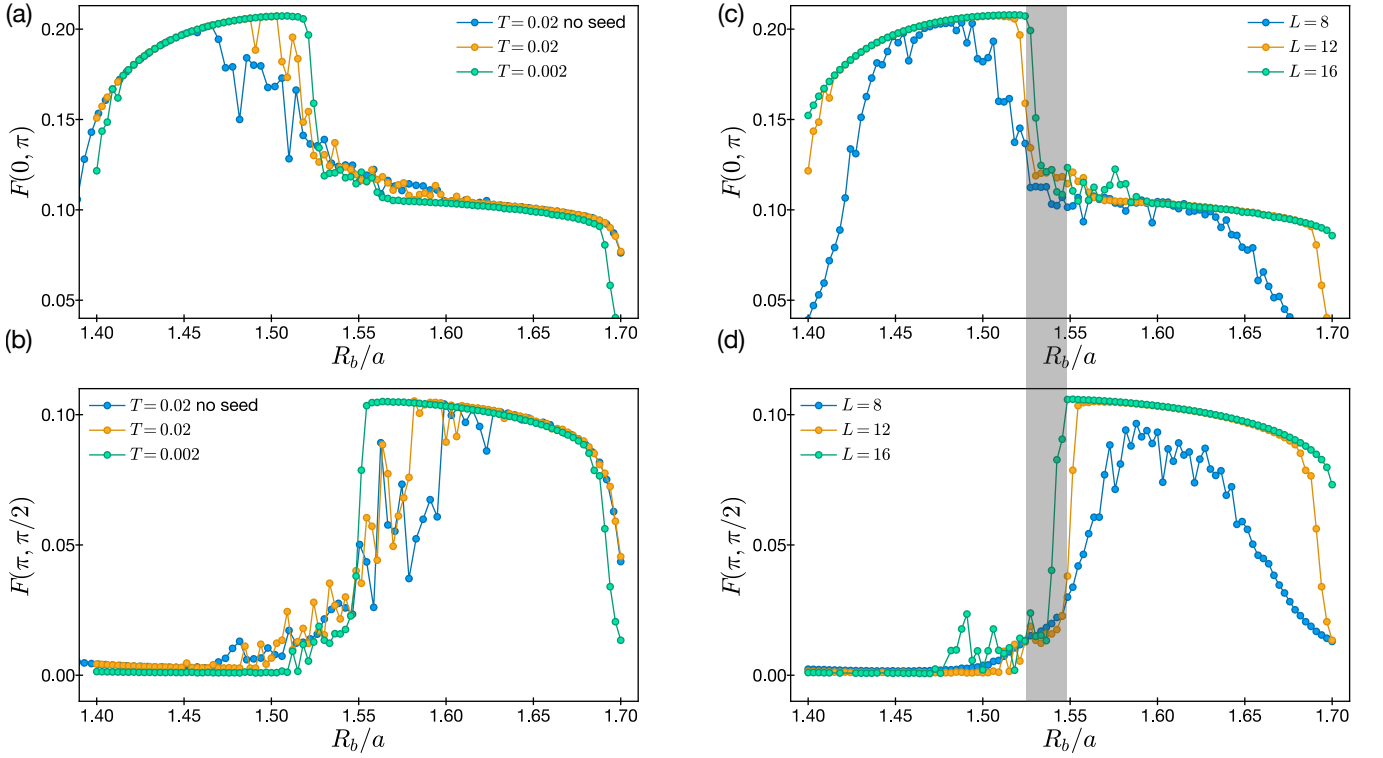 (a)
F(0, π)
0.20
0.15
0.10
0.05
T = 0.02 no seed
T = 0.02
T = 0.002
1.40 1.45 1.50 1.55 1.60 1.65 1.70
R_b/a
(b)
F(π, π/2)
0.10
0.05
0.00
T = 0.02 no seed
T = 0.02
T = 0.002
1.40 1.45 1.50 1.55 1.60 1.65 1.70
R_b/a
(c)
F(0, π)
0.20
0.15
0.10
0.05
L = 8
L = 12
L = 16
1.40 1.45 1.50 1.55 1.60 1.65 1.70
R_b/a
(d)
F(π, π/2)
0.10
0.05
0.00
L = 8
L = 12
L = 16
1.40 1.45 1.50 1.55 1.60 1.65 1.70
R_b/a